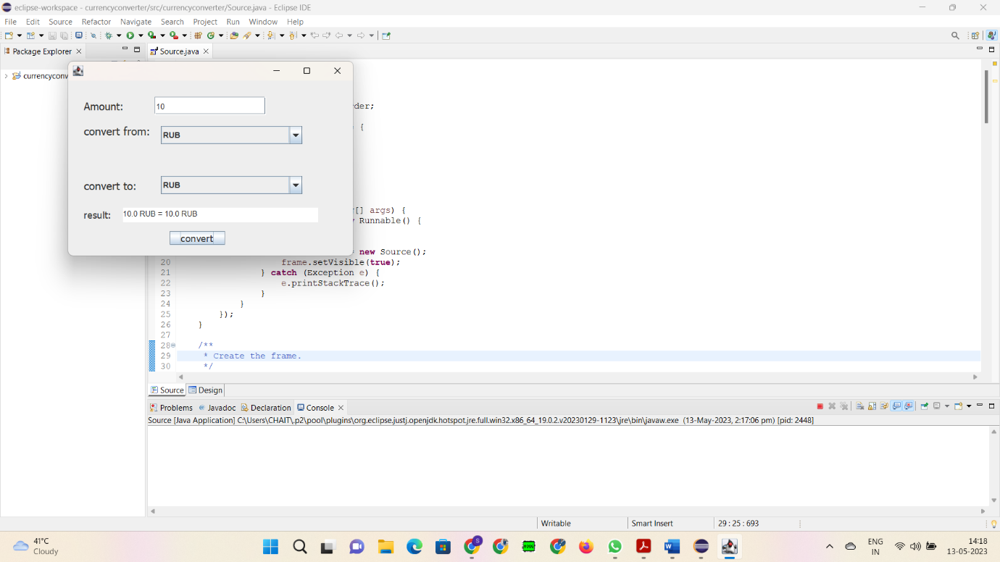 eclipse-workspace - currencyconverter/src/currencyconverter/Source.java - Eclipse IDE
File Edit Source Refactor Navigate Search Project Run Window Help
Package Explorer
Source.java
currencyconv
Amount: 10
convert from: RUB
convert to: RUB
result: 10.0 RUB = 10.0 RUB
convert
der;
{
[] args) {
Runnable() {
new Source();
20 frame.setVisible(true);
21 } catch (Exception e) {
22 e.printStackTrace();
23 }
24 }
25 });
26 }
27
28 /**
29 * Create the frame.
30 */
Source Design
Problems @ Javadoc Declaration Console
Source [Java Application] C:\Users\CHAIT\.p2\pool\plugins\org.eclipse.justj.openjdk.hotspot.jre.full.win32.x86_64_19.0.2.v20230129-1123\jre\bin\javaw.exe (13-May-2023, 2:17:06 pm) [pid: 2448]
Writable Smart Insert 29 : 25 : 693
41°C
Cloudy
ENG
IN
14:18
13-05-2023